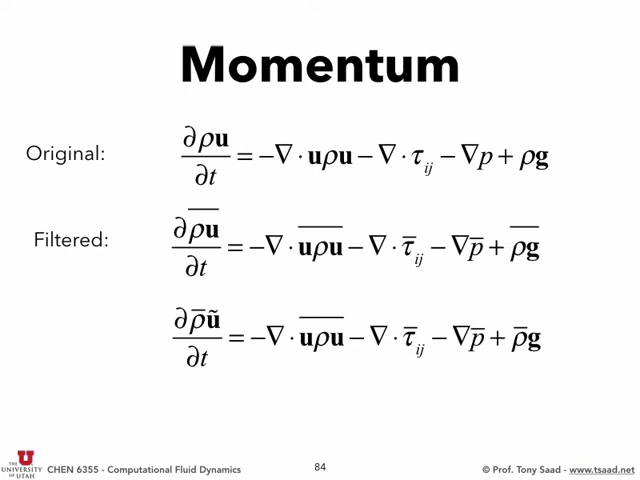 Momentum
Original: ∂ρ𝐮/∂t = −∇ · 𝐮ρ𝐮 − ∇ · τ_ij − ∇p + ρ𝐠
Filtered: ∂\overline{ρ𝐮}/∂t = −∇ · \overline{𝐮ρ𝐮} − ∇ · \overline{τ}_ij − ∇\overline{p} + \overline{ρ𝐠}
∂\overline{ρ}\tilde{𝐮}/∂t = −∇ · \overline{𝐮ρ𝐮} − ∇ · \overline{τ}_ij − ∇\overline{p} + \overline{ρ}𝐠
THE UNIVERSITY OF UTAH
CHEN 6355 - Computational Fluid Dynamics 84 © Prof. Tony Saad - www.tsaad.net